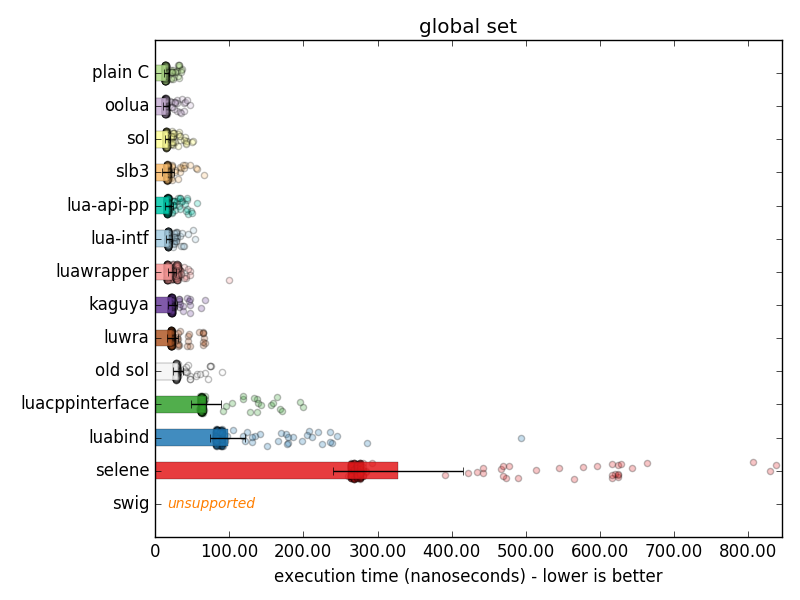 global set
plain C
oolua
sol
slb3
lua-api-pp
lua-intf
luawrapper
kaguya
luwra
old sol
luacppinterface
luabind
selene
swig unsupported
0 100.00 200.00 300.00 400.00 500.00 600.00 700.00 800.00
execution time (nanoseconds) - lower is better